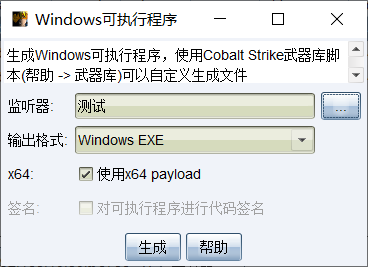 Windows可执行程序
生成Windows可执行程序，使用Cobalt Strike武器库脚
本(帮助 -> 武器库)可以自定义生成文件
监听器: 测试 ...
输出格式: Windows EXE
x64: 使用x64 payload
签名: 对可执行程序进行代码签名
生成 帮助